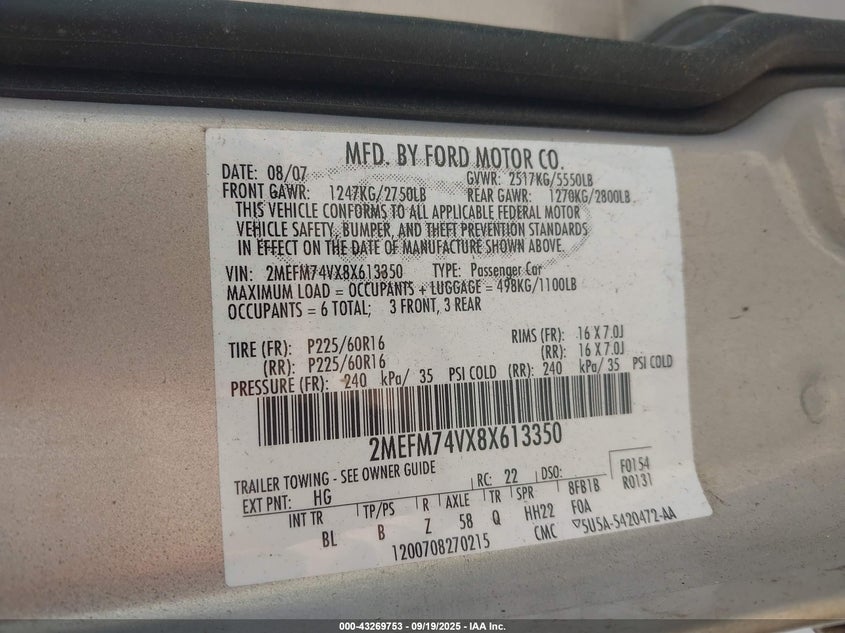 MFD. BY FORD MOTOR CO.
DATE: 08/07 GVWR: 2517KG/5550LB
FRONT GAWR: 1247KG/2750LB REAR GAWR: 1270KG/2800LB
THIS VEHICLE CONFORMS TO ALL APPLICABLE FEDERAL MOTOR
VEHICLE SAFETY, BUMPER, AND THEFT PREVENTION STANDARDS
IN EFFECT ON THE DATE OF MANUFACTURE SHOWN ABOVE.
VIN: 2MEFM74VX8X613350 TYPE: Passenger Car
MAXIMUM LOAD = OCCUPANTS + LUGGAGE = 498KG/1100LB
OCCUPANTS = 6 TOTAL; 3 FRONT, 3 REAR
TIRE (FR): P225/60R16 RIMS (FR): 16 X 7.0J
(RR): P225/60R16 (RR): 16 X 7.0J
PRESSURE (FR): 240 kPa/ 35 PSI COLD (RR): 240 kPa/ 35 PSI COLD
2MEFM74VX8X613350
TRAILER TOWING - SEE OWNER GUIDE
EXT PNT: HG RC: 22 DSO: F0154
R0131
INT TR TP/PS R AXLE TR SPR 8FB1B
BL B Z 58 Q HH22 F0A
1200708270215 CMC ▽5U5A-5420472-AA
000-43269753 - 09/19/2025 - IAA Inc.